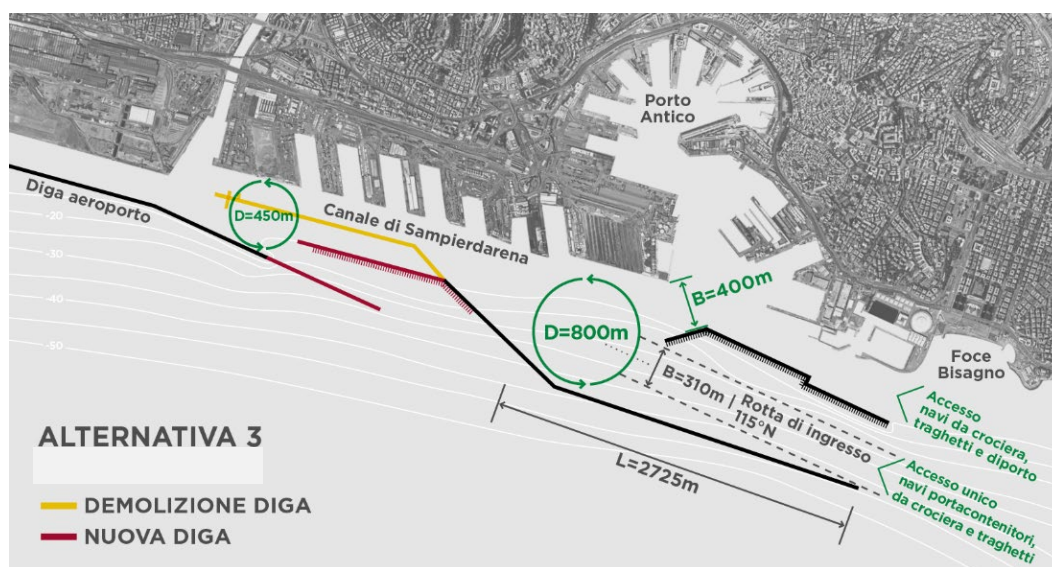 Porto
Antico
Diga aeroporto
D=450m
Canale di Sampierdarena
-20
-30
-40
-50
B=400m
D=800m
B=310m
Rotta di ingresso
115°N
L=2725m
Foce
Bisagno
Accesso
navi da crociera,
traghetti e diporto
Accesso unico
navi portacontenitori,
da crociera e traghetti
ALTERNATIVA 3
DEMOLIZIONE DIGA
NUOVA DIGA